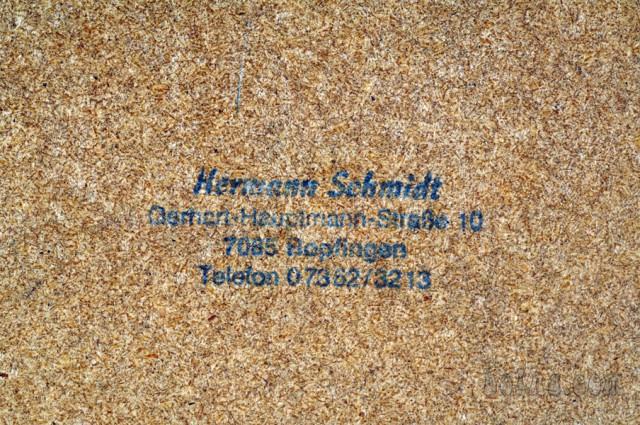 Hermann Schmidt
Gerhart-Hauptmann-Straße 10
7085 Bopfingen
Telefon 07362/3213